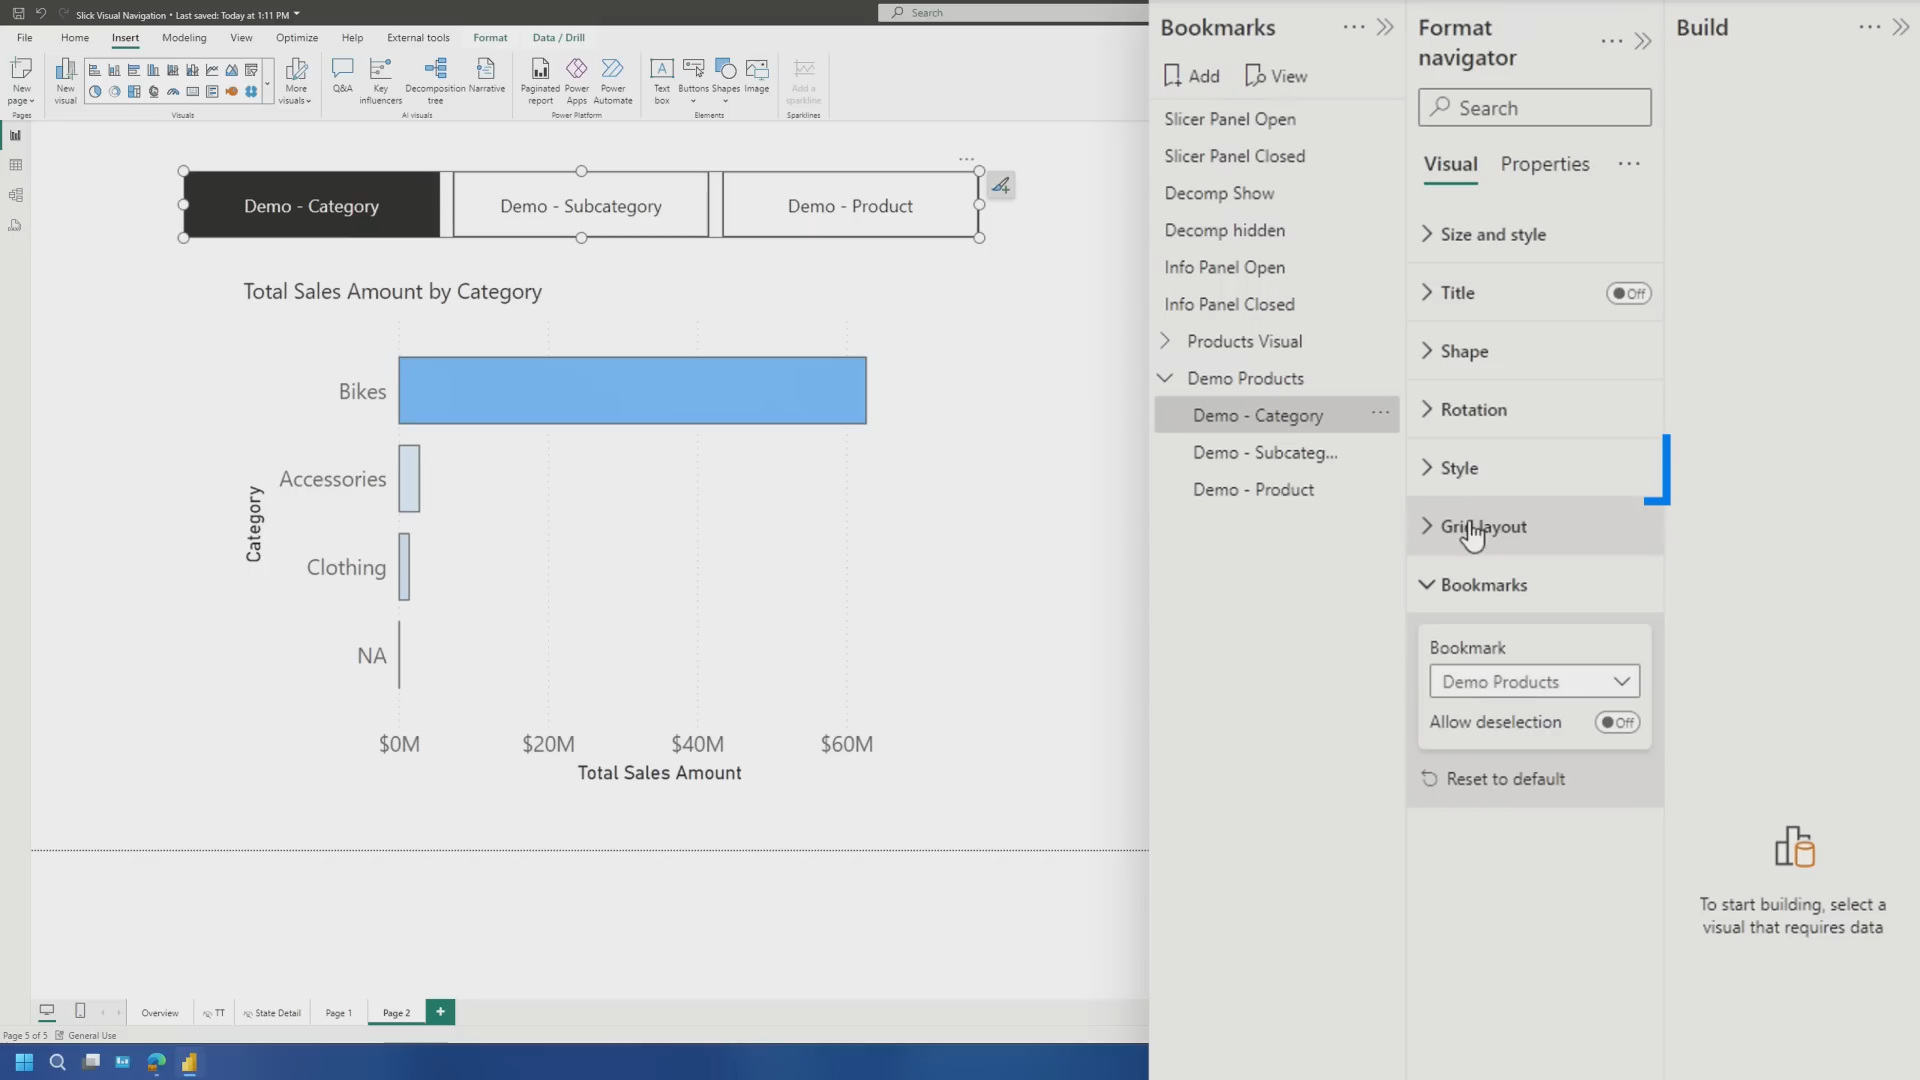 Slick Visual Navigation • Last saved: Today at 1:11 PM
Search
File
Home
Insert
Modeling
View
Optimize
Help
External tools
Format
Data / Drill
New
page
New
visual
More
visuals
Q&A
Key
influencers
Decomposition
tree
Narrative
Paginated
report
Power
Apps
Power
Automate
Text
box
Buttons
Shapes
Image
Add a
sparkline
Pages
Visuals
AI visuals
Power Platform
Elements
Sparklines
Demo - Category
Demo - Subcategory
Demo - Product
Total Sales Amount by Category
Bikes
Accessories
Clothing
NA
Category
$0M
$20M
$40M
$60M
Total Sales Amount
Overview
TT
State Detail
Page 1
Page 2
Page 5 of 5
General Use
Bookmarks
Add
View
Slicer Panel Open
Slicer Panel Closed
Decomp Show
Decomp hidden
Info Panel Open
Info Panel Closed
Products Visual
Demo Products
Demo - Category
Demo - Subcateg...
Demo - Product
Format
navigator
Search
Visual
Properties
Size and style
Title
Off
Shape
Rotation
Style
Grid layout
Bookmarks
Bookmark
Demo Products
Allow deselection
Off
Reset to default
Build
To start building, select a
visual that requires data